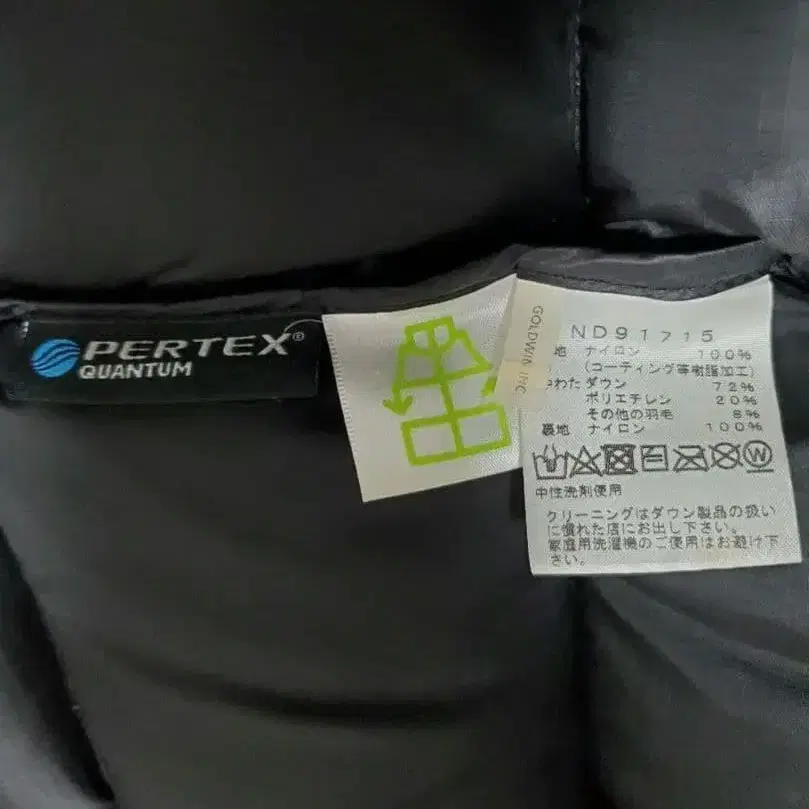 PERTEX®
QUANTUM
GOLDWIN INC
ND91715
地 ナイロン 100%
(コーティング等樹脂加工)
わた ダウン 72%
ポリエチレン 20%
その他の羽毛 8%
裏地 ナイロン 100%
W
中性洗剤使用
クリーニングはダウン製品の扱い
に慣れた店にお出し下さい。
家庭用洗濯機のご使用はお避け下
さい。